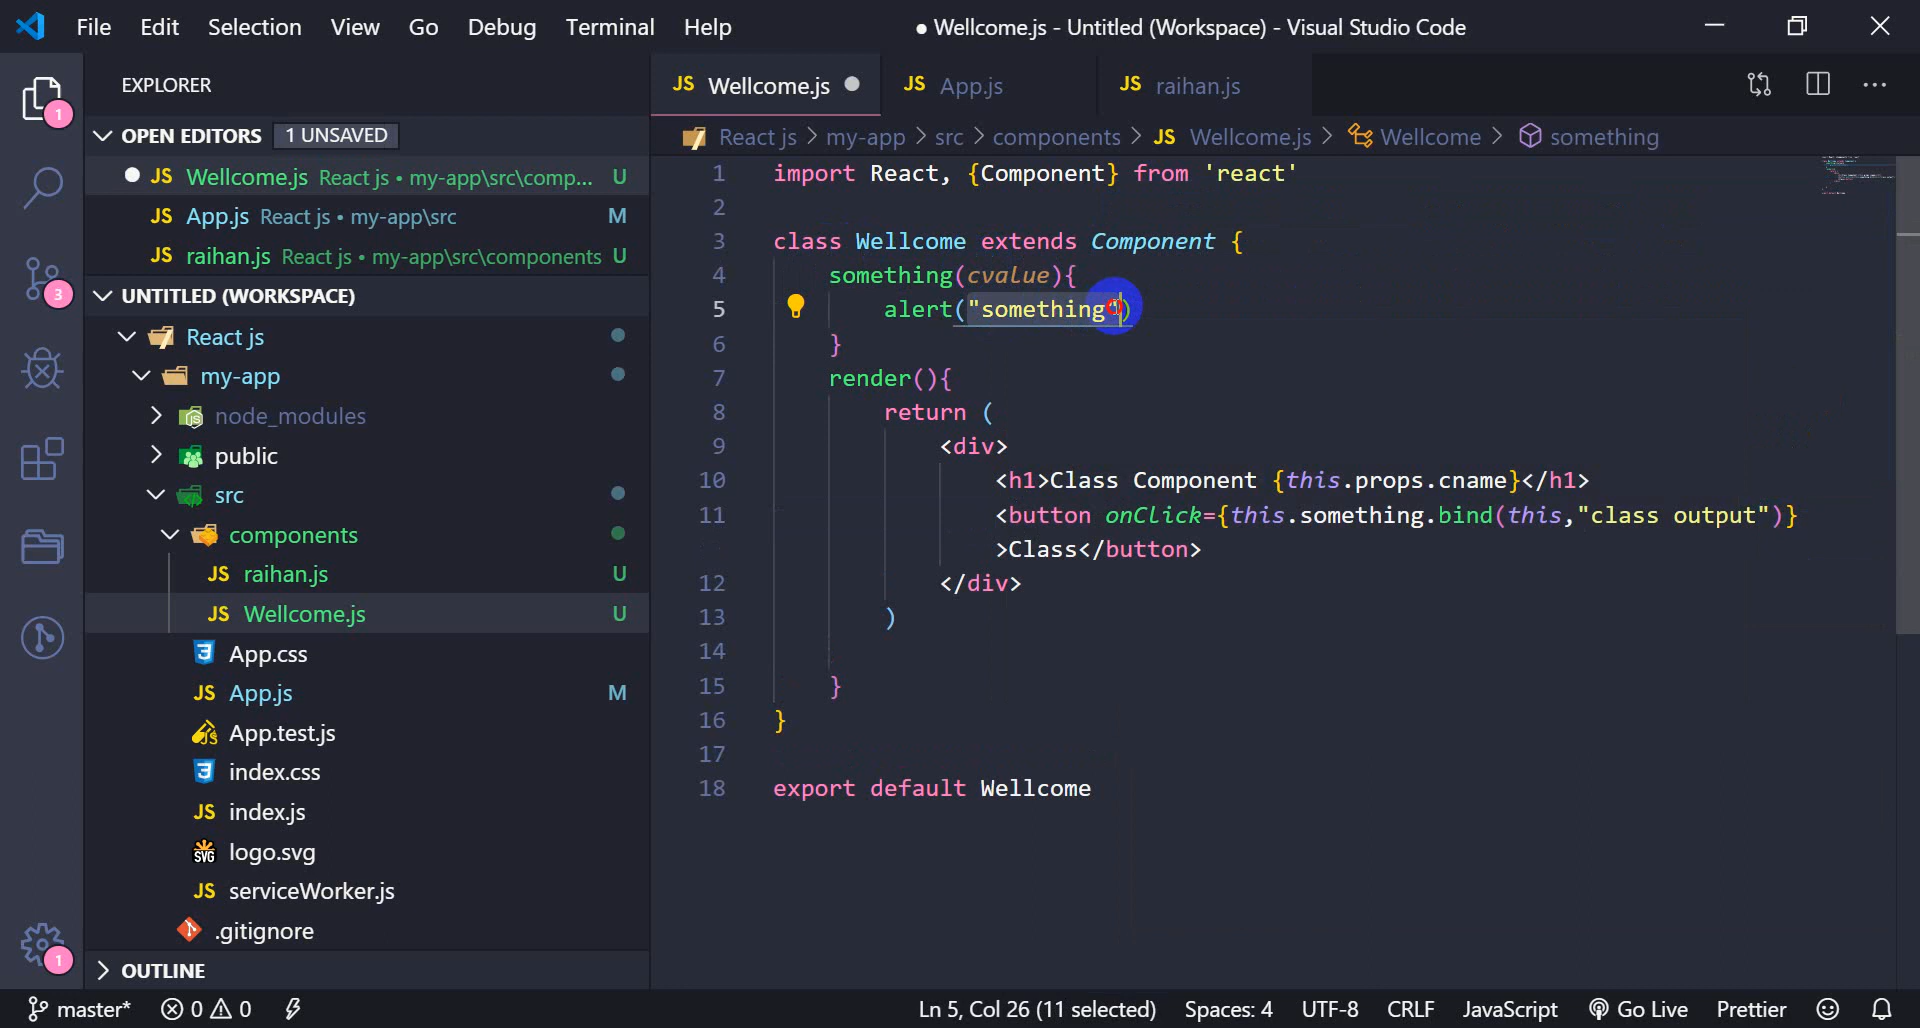 File Edit Selection View Go Debug Terminal Help ● Wellcome.js - Untitled (Workspace) - Visual Studio Code
EXPLORER
OPEN EDITORS 1 UNSAVED
JS Wellcome.js React js • my-app\src\comp... U
JS App.js React js • my-app\src M
JS raihan.js React js • my-app\src\components U
UNTITLED (WORKSPACE)
React js
my-app
node_modules
public
src
components
JS raihan.js U
JS Wellcome.js U
App.css
JS App.js M
App.test.js
index.css
JS index.js
SVG logo.svg
JS serviceWorker.js
.gitignore
OUTLINE
1
3
1
JS Wellcome.js JS App.js JS raihan.js
React js > my-app > src > components > JS Wellcome.js > Wellcome > something
1 import React, {Component} from 'react'
2
3 class Wellcome extends Component {
4 something(cvalue){
5 alert("something")
6 }
7 render(){
8 return (
9 <div>
10 <h1>Class Component {this.props.cname}</h1>
11 <button onClick={this.something.bind(this,"class output")}
>Class</button>
12 </div>
13 )
14
15 }
16 }
17
18 export default Wellcome
master* 0 0 Ln 5, Col 26 (11 selected) Spaces: 4 UTF-8 CRLF JavaScript Go Live Prettier